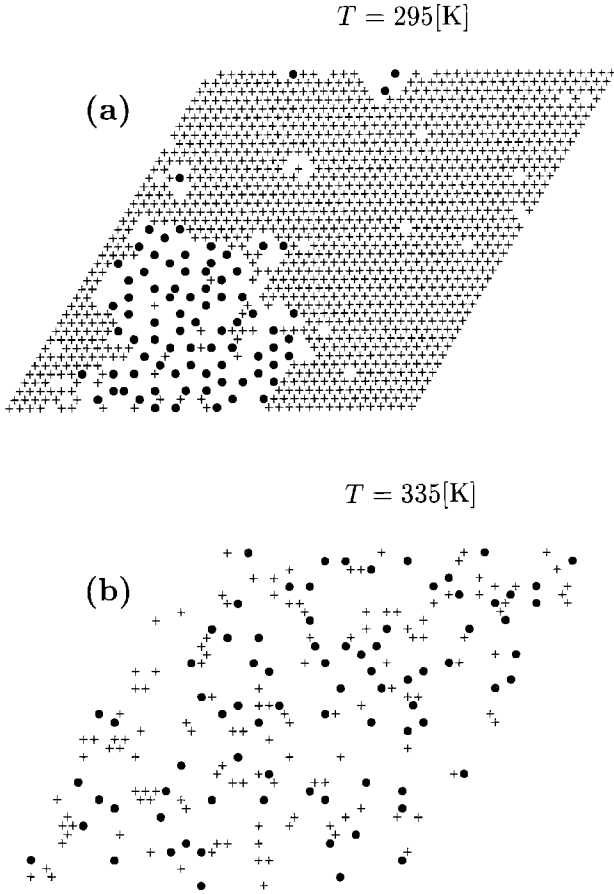 T = 295[K]
(a)
T = 335[K]
(b)